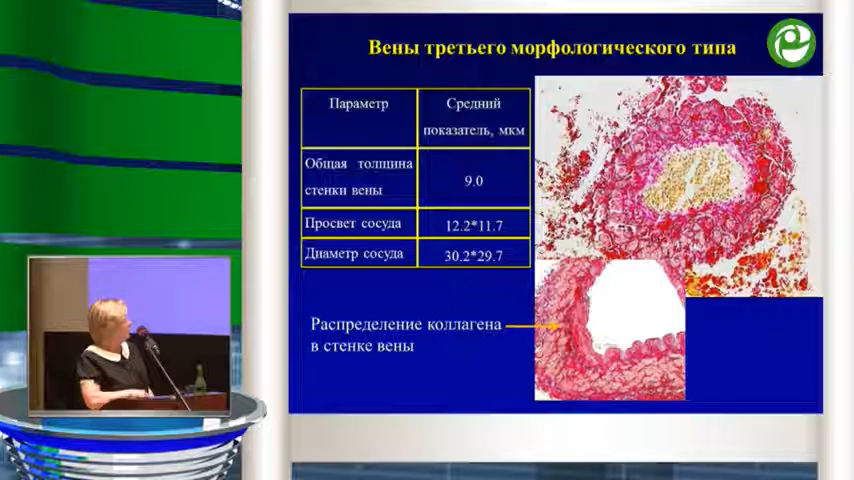 Вены третьего морфологического типа
Параметр
Средний
показатель, мкм
Общая толщина
стенки вены
9.0
Просвет сосуда
12.2*11.7
Диаметр сосуда
30.2*29.7
Распределение коллагена
в стенке вены